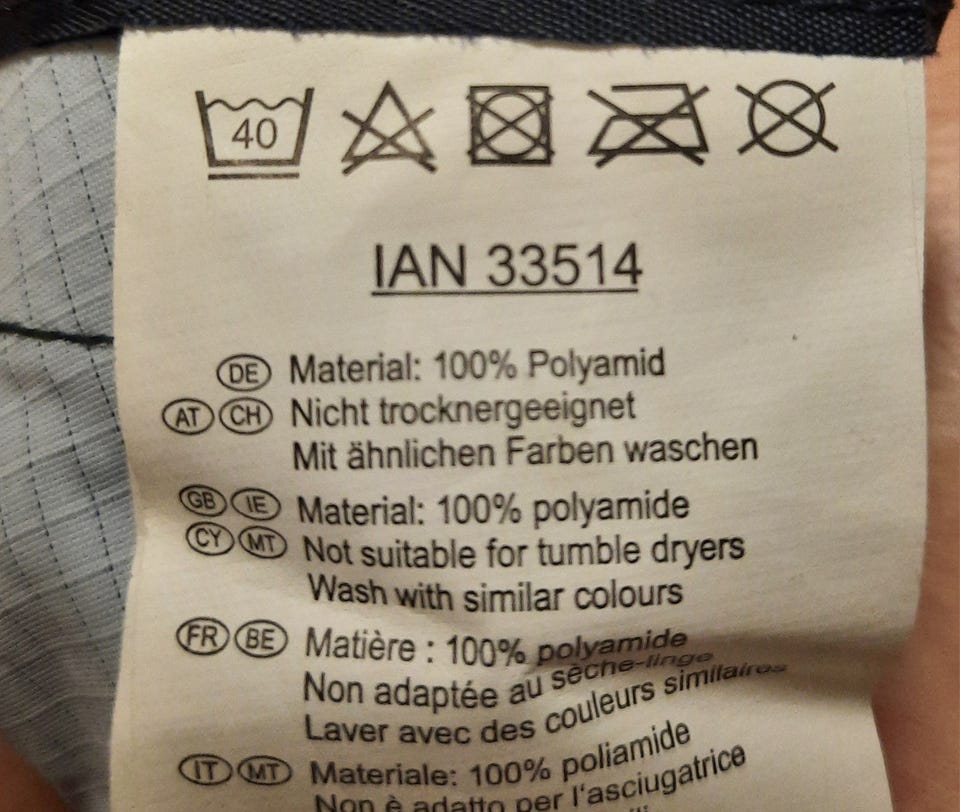 40
IAN 33514
DE Material: 100% Polyamid
AT CH Nicht trocknergeeignet
Mit ähnlichen Farben waschen
GB IE Material: 100% polyamide
CY MT Not suitable for tumble dryers
Wash with similar colours
FR BE Matière : 100% polyamide
Non adaptée au sèche-linge
Laver avec des couleurs similaires
IT MT Materiale: 100% poliamide
Non è adatto per l'asciugatrice